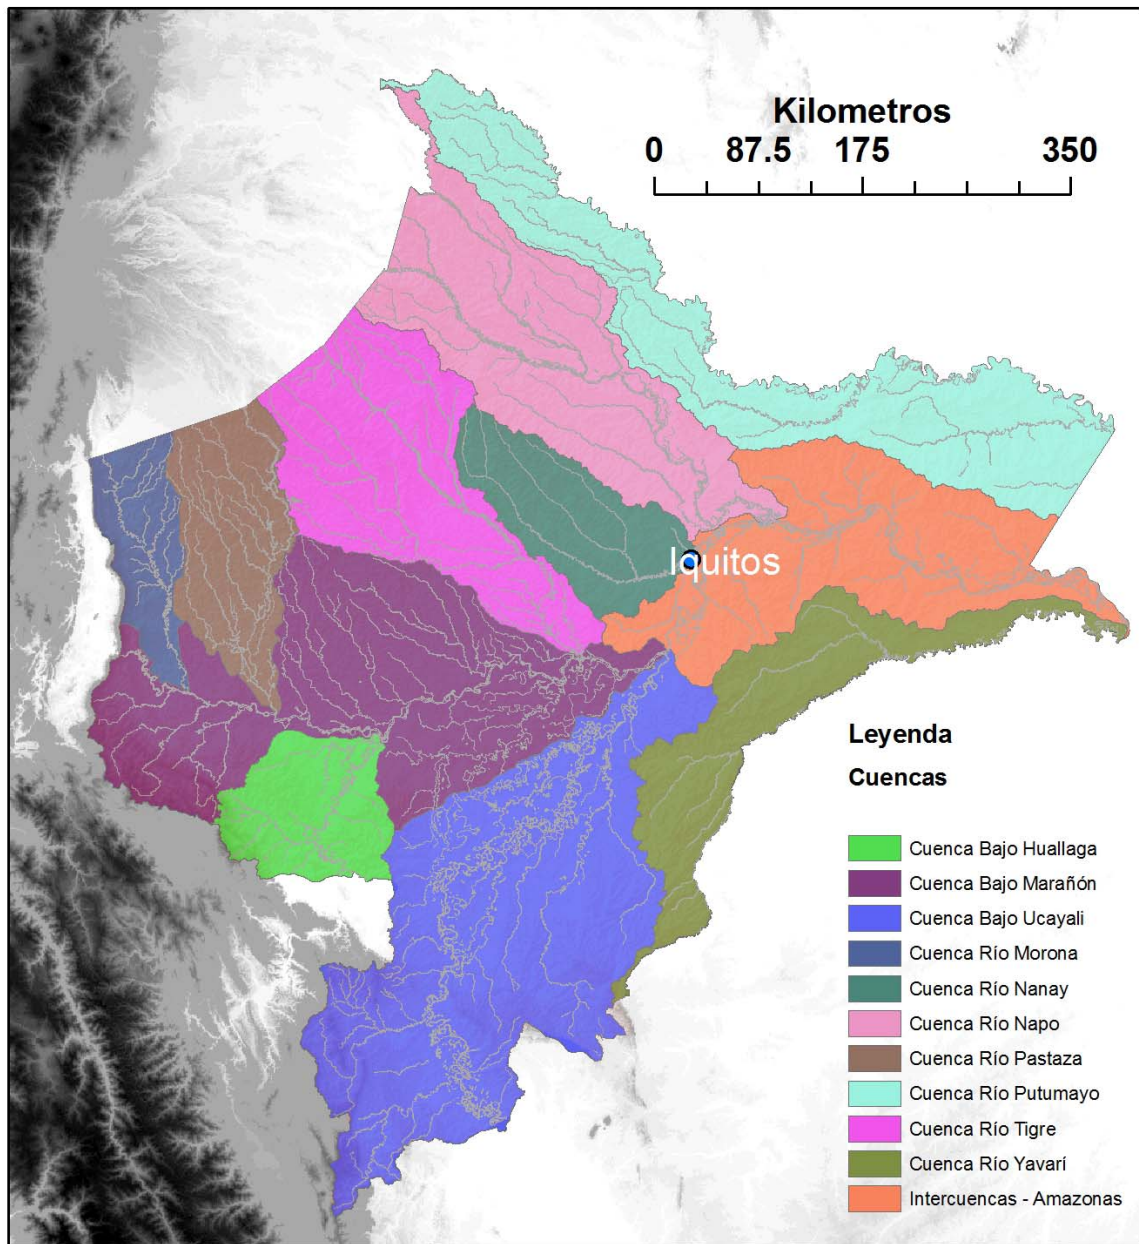 Kilometros
0 87.5 175 350
Iquitos
Leyenda
Cuencas
Cuenca Bajo Huallaga
Cuenca Bajo Marañón
Cuenca Bajo Ucayali
Cuenca Río Morona
Cuenca Río Nanay
Cuenca Río Napo
Cuenca Río Pastaza
Cuenca Río Putumayo
Cuenca Río Tigre
Cuenca Río Yavarí
Intercuencas - Amazonas